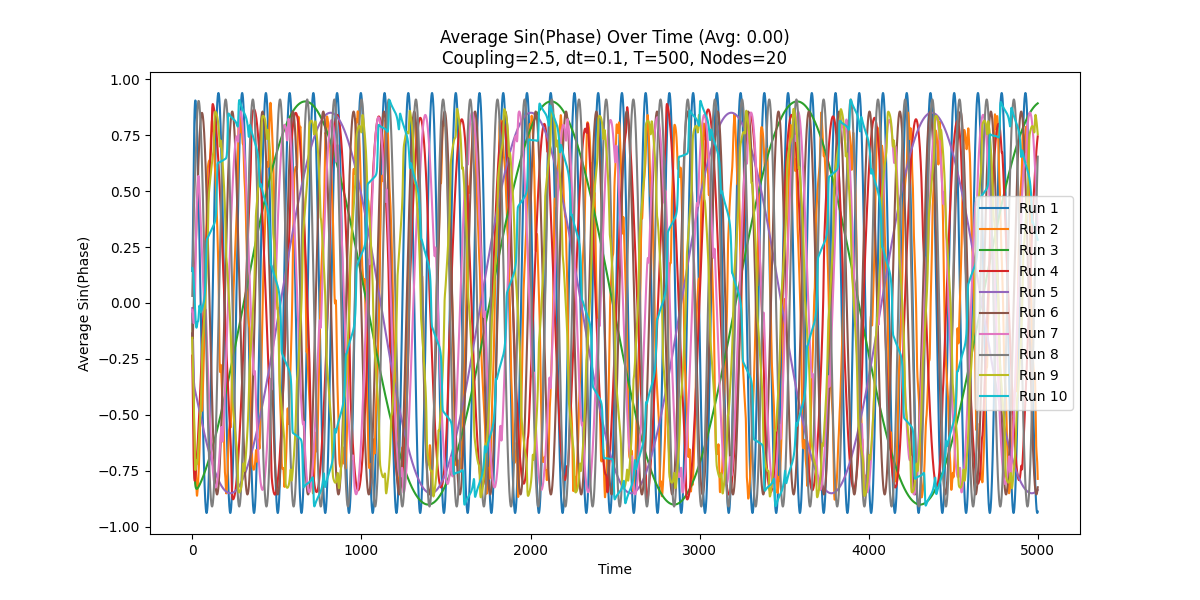 Average Sin(Phase) Over Time (Avg: 0.00)
Coupling=2.5, dt=0.1, T=500, Nodes=20
Average Sin(Phase)
1.00
0.75
0.50
0.25
0.00
−0.25
−0.50
−0.75
−1.00
Run 1
Run 2
Run 3
Run 4
Run 5
Run 6
Run 7
Run 8
Run 9
Run 10
0 1000 2000 3000 4000 5000
Time